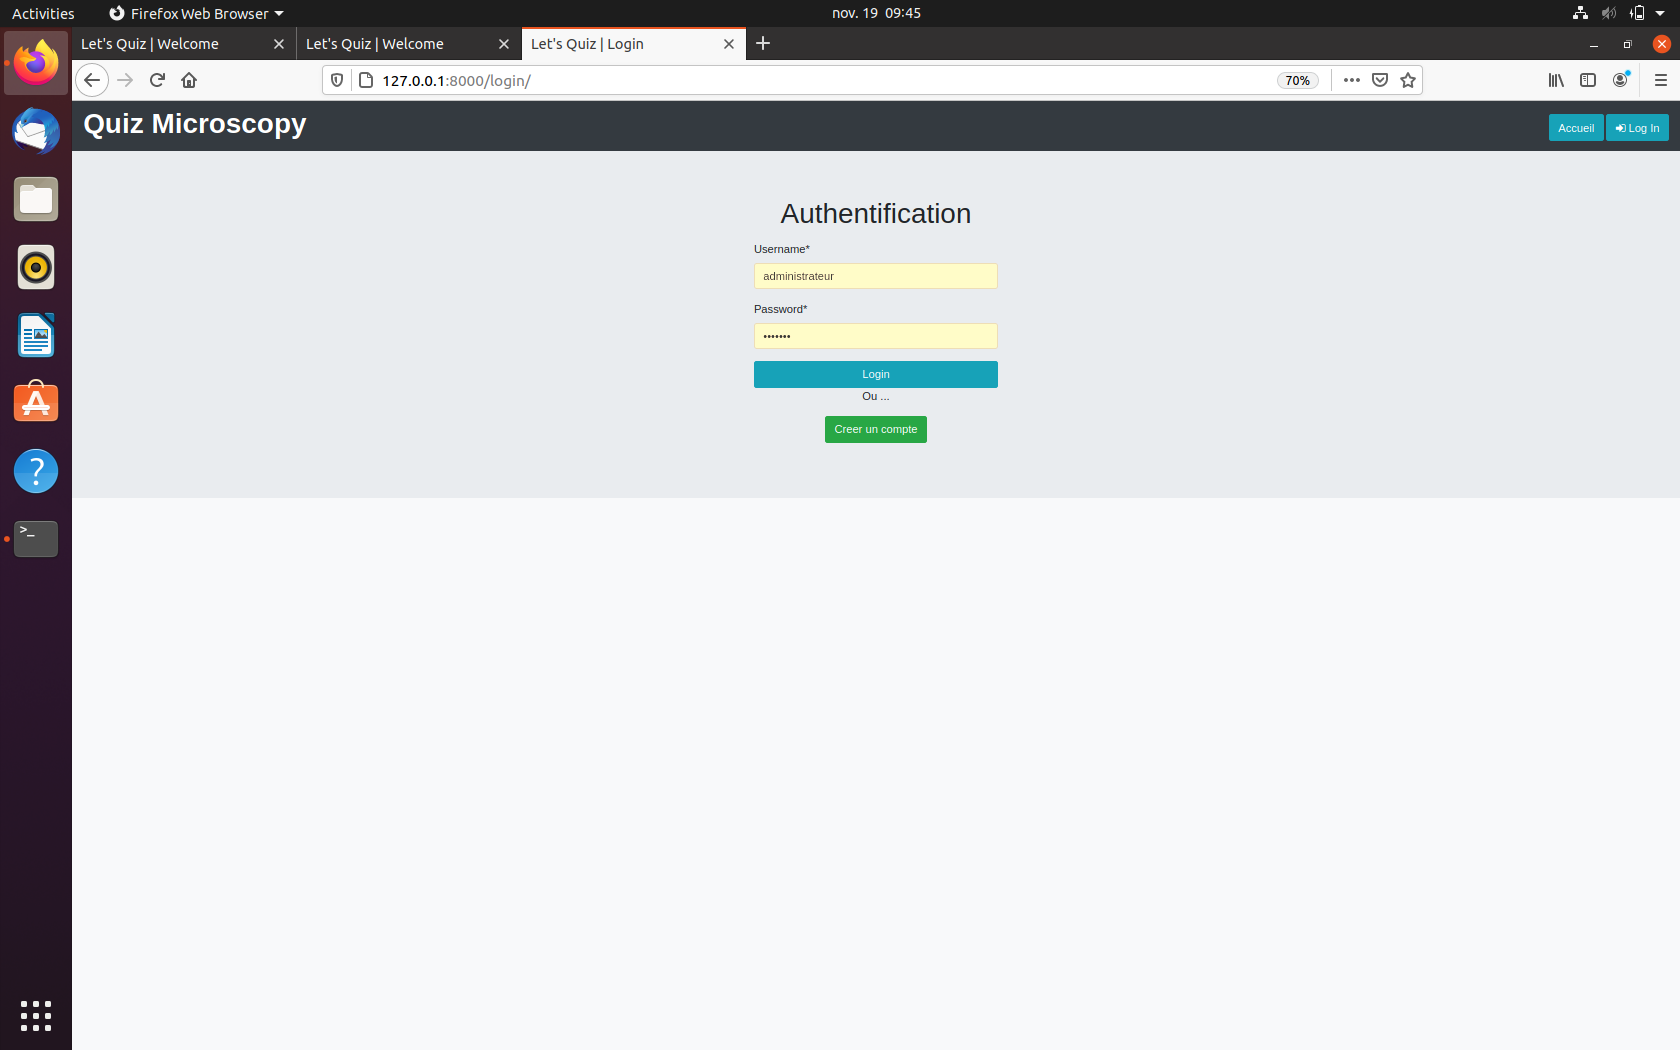 Activities
Firefox Web Browser
nov. 19 09:45
Let's Quiz | Welcome
Let's Quiz | Welcome
Let's Quiz | Login
127.0.0.1:8000/login/
70%
Quiz Microscopy
Accueil
Log In
Authentification
Username*
administrateur
Password*
•••••••
Login
Ou ...
Creer un compte